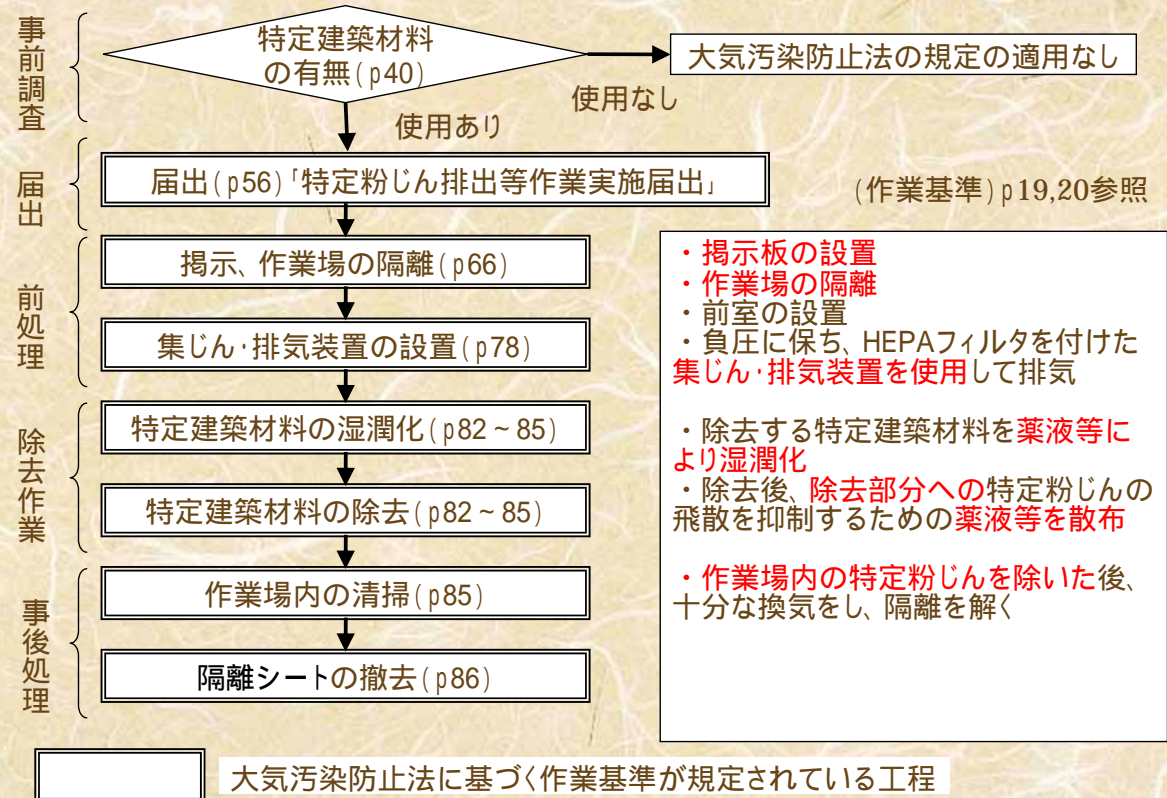 事前調査
特定建築材料
の有無(p40)
大気汚染防止法の規定の適用なし
使用なし
使用あり
届出
届出(p56)「特定粉じん排出等作業実施届出」
(作業基準)p19,20参照
前処理
掲示、作業場の隔離(p66)
集じん・排気装置の設置(p78)
除去作業
特定建築材料の湿潤化(p82~85)
特定建築材料の除去(p82~85)
事後処理
作業場内の清掃(p85)
隔離シートの撤去(p86)
・掲示板の設置
・作業場の隔離
・前室の設置
・負圧に保ち、HEPAフィルタを付けた
集じん・排気装置を使用して排気
・除去する特定建築材料を薬液等に
より湿潤化
・除去後、除去部分への特定粉じんの
飛散を抑制するための薬液等を散布
・作業場内の特定粉じんを除いた後、
十分な換気をし、隔離を解く
大気汚染防止法に基づく作業基準が規定されている工程